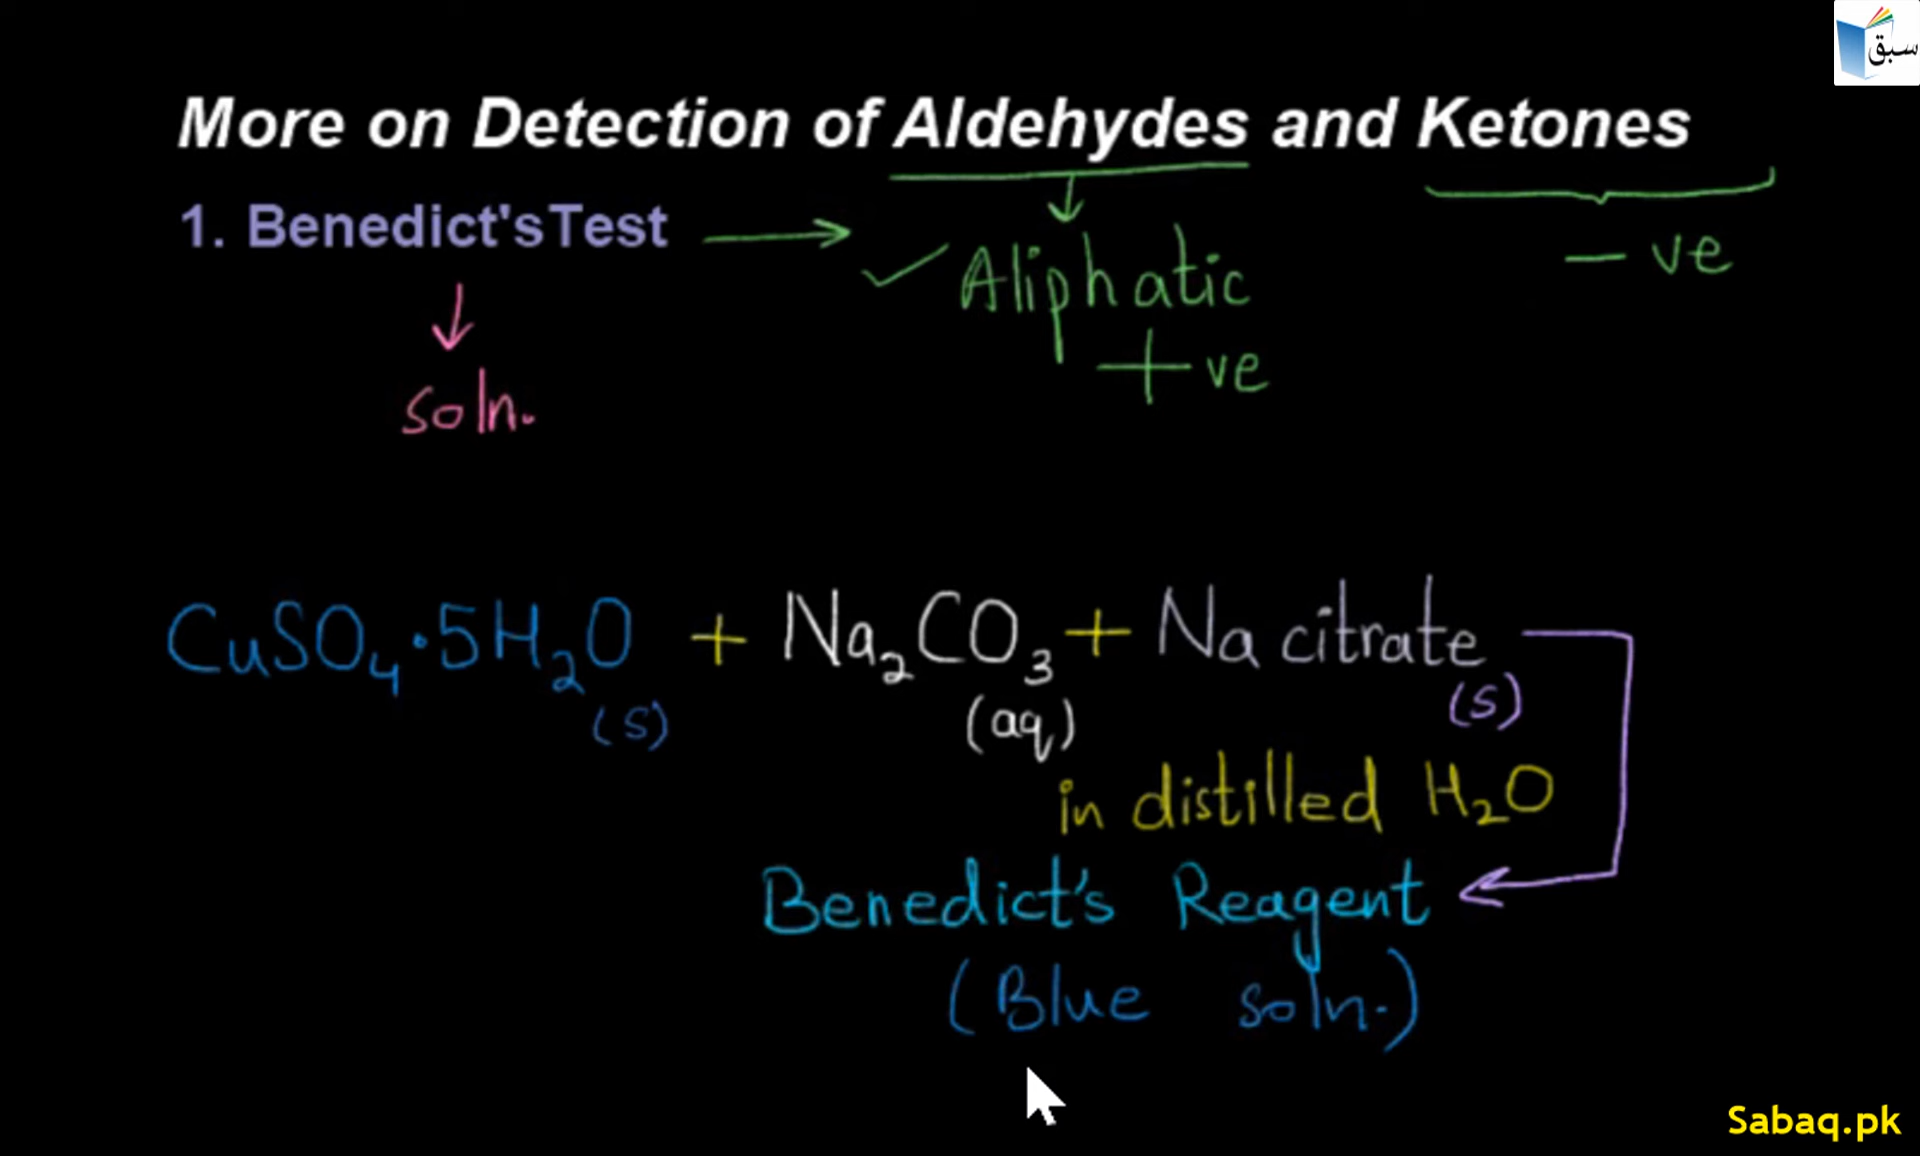 سبق
More on Detection of Aldehydes and Ketones
1. Benedict's Test
Aliphatic
+ve
− ve
soln.
CuSO₄·5H₂O + Na₂CO₃ + Na citrate
(s) (aq) (s)
in distilled H₂O
Benedict's Reagent
(Blue soln.)
Sabaq.pk